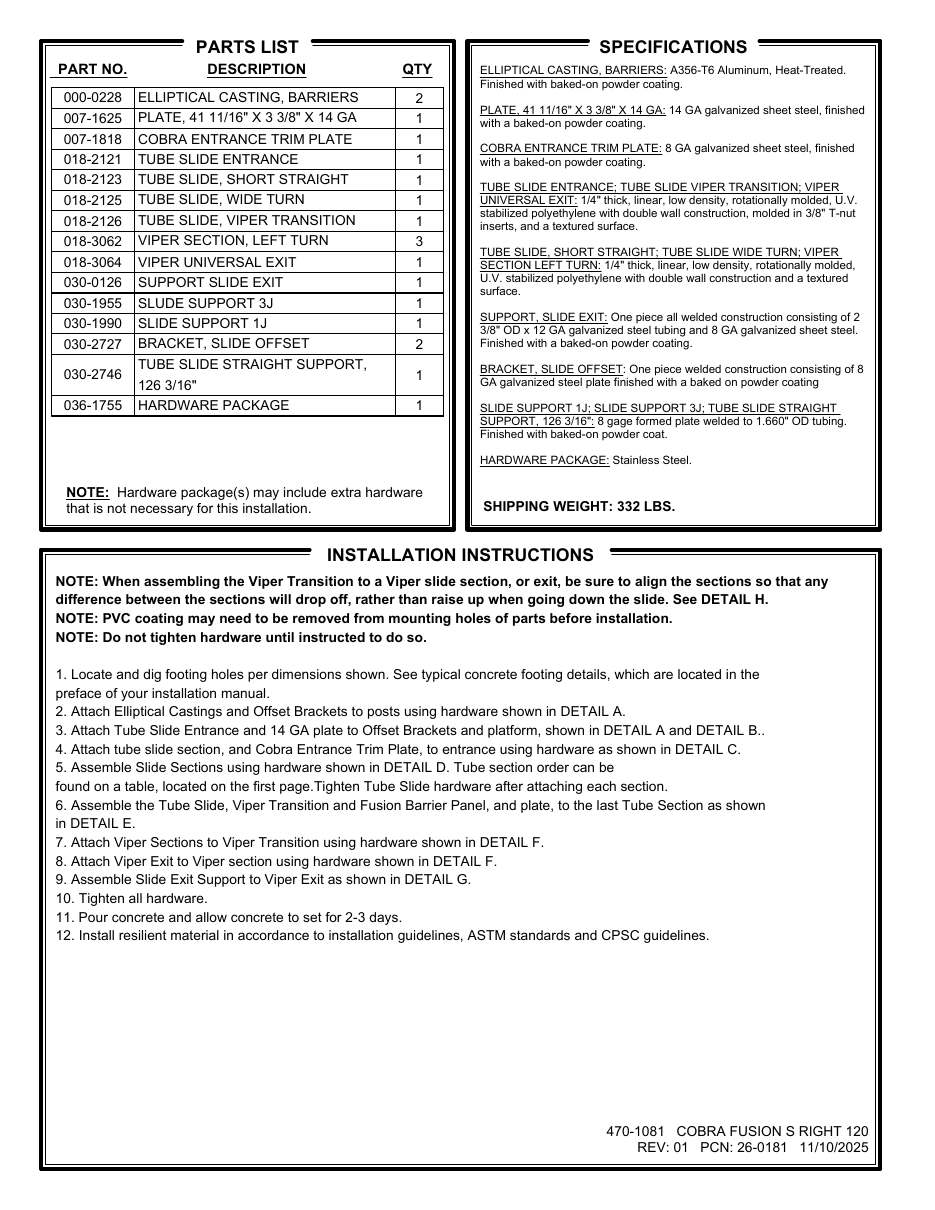 PARTS LIST
PART NO. DESCRIPTION QTY
000-0228 ELLIPTICAL CASTING, BARRIERS 2
007-1625 PLATE, 41 11/16" X 3 3/8" X 14 GA 1
007-1818 COBRA ENTRANCE TRIM PLATE 1
018-2121 TUBE SLIDE ENTRANCE 1
018-2123 TUBE SLIDE, SHORT STRAIGHT 1
018-2125 TUBE SLIDE, WIDE TURN 1
018-2126 TUBE SLIDE, VIPER TRANSITION 1
018-3062 VIPER SECTION, LEFT TURN 3
018-3064 VIPER UNIVERSAL EXIT 1
030-0126 SUPPORT SLIDE EXIT 1
030-1955 SLUDE SUPPORT 3J 1
030-1990 SLIDE SUPPORT 1J 1
030-2727 BRACKET, SLIDE OFFSET 2
030-2746 TUBE SLIDE STRAIGHT SUPPORT, 1
126 3/16"
036-1755 HARDWARE PACKAGE 1
NOTE: Hardware package(s) may include extra hardware
that is not necessary for this installation.
SPECIFICATIONS
ELLIPTICAL CASTING, BARRIERS: A356-T6 Aluminum, Heat-Treated.
Finished with baked-on powder coating.
PLATE, 41 11/16" X 3 3/8" X 14 GA: 14 GA galvanized sheet steel, finished
with a baked-on powder coating.
COBRA ENTRANCE TRIM PLATE: 8 GA galvanized sheet steel, finished
with a baked-on powder coating.
TUBE SLIDE ENTRANCE; TUBE SLIDE VIPER TRANSITION; VIPER
UNIVERSAL EXIT: 1/4" thick, linear, low density, rotationally molded, U.V.
stabilized polyethylene with double wall construction, molded in 3/8" T-nut
inserts, and a textured surface.
TUBE SLIDE, SHORT STRAIGHT; TUBE SLIDE WIDE TURN; VIPER
SECTION LEFT TURN: 1/4" thick, linear, low density, rotationally molded,
U.V. stabilized polyethylene with double wall construction and a textured
surface.
SUPPORT, SLIDE EXIT: One piece all welded construction consisting of 2
3/8" OD x 12 GA galvanized steel tubing and 8 GA galvanized sheet steel.
Finished with baked-on powder coating.
BRACKET, SLIDE OFFSET: One piece welded construction consisting of 8
GA galvanized steel plate finished with a baked on powder coating
SLIDE SUPPORT 1J; SLIDE SUPPORT 3J; TUBE SLIDE STRAIGHT
SUPPORT, 126 3/16": 8 gage formed plate welded to 1.660" OD tubing.
Finished with baked-on powder coat.
HARDWARE PACKAGE: Stainless Steel.
SHIPPING WEIGHT: 332 LBS.
INSTALLATION INSTRUCTIONS
NOTE: When assembling the Viper Transition to a Viper slide section, or exit, be sure to align the sections so that any
difference between the sections will drop off, rather than raise up when going down the slide. See DETAIL H.
NOTE: PVC coating may need to be removed from mounting holes of parts before installation.
NOTE: Do not tighten hardware until instructed to do so.
1. Locate and dig footing holes per dimensions shown. See typical concrete footing details, which are located in the
preface of your installation manual.
2. Attach Elliptical Castings and Offset Brackets to posts using hardware shown in DETAIL A.
3. Attach Tube Slide Entrance and 14 GA plate to Offset Brackets and platform, shown in DETAIL A and DETAIL B..
4. Attach tube slide section, and Cobra Entrance Trim Plate, to entrance using hardware as shown in DETAIL C.
5. Assemble Slide Sections using hardware shown in DETAIL D. Tube section order can be
found on a table, located on the first page.Tighten Tube Slide hardware after attaching each section.
6. Assemble the Tube Slide, Viper Transition and Fusion Barrier Panel, and plate, to the last Tube Section as shown
in DETAIL E.
7. Attach Viper Sections to Viper Transition using hardware shown in DETAIL F.
8. Attach Viper Exit to Viper section using hardware shown in DETAIL F.
9. Assemble Slide Exit Support to Viper Exit as shown in DETAIL G.
10. Tighten all hardware.
11. Pour concrete and allow concrete to set for 2-3 days.
12. Install resilient material in accordance to installation guidelines, ASTM standards and CPSC guidelines.
470-1081 COBRA FUSION S RIGHT 120
REV: 01 PCN: 26-0181 11/10/2025